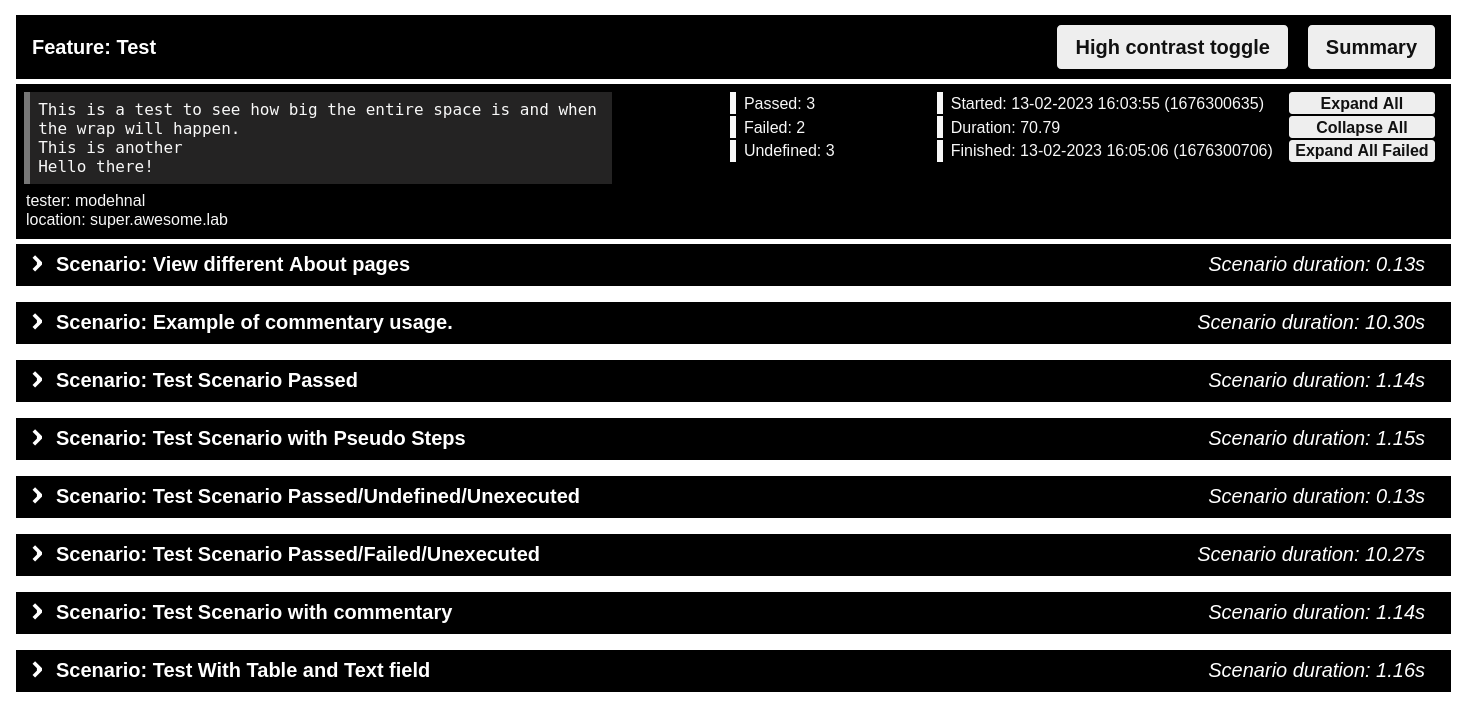 Feature: Test
High contrast toggle
Summary
This is a test to see how big the entire space is and when
the wrap will happen.
This is another
Hello there!
tester: modehnal
location: super.awesome.lab
Passed: 3
Failed: 2
Undefined: 3
Started: 13-02-2023 16:03:55 (1676300635)
Duration: 70.79
Finished: 13-02-2023 16:05:06 (1676300706)
Expand All
Collapse All
Expand All Failed
Scenario: View different About pages
Scenario duration: 0.13s
Scenario: Example of commentary usage.
Scenario duration: 10.30s
Scenario: Test Scenario Passed
Scenario duration: 1.14s
Scenario: Test Scenario with Pseudo Steps
Scenario duration: 1.15s
Scenario: Test Scenario Passed/Undefined/Unexecuted
Scenario duration: 0.13s
Scenario: Test Scenario Passed/Failed/Unexecuted
Scenario duration: 10.27s
Scenario: Test Scenario with commentary
Scenario duration: 1.14s
Scenario: Test With Table and Text field
Scenario duration: 1.16s